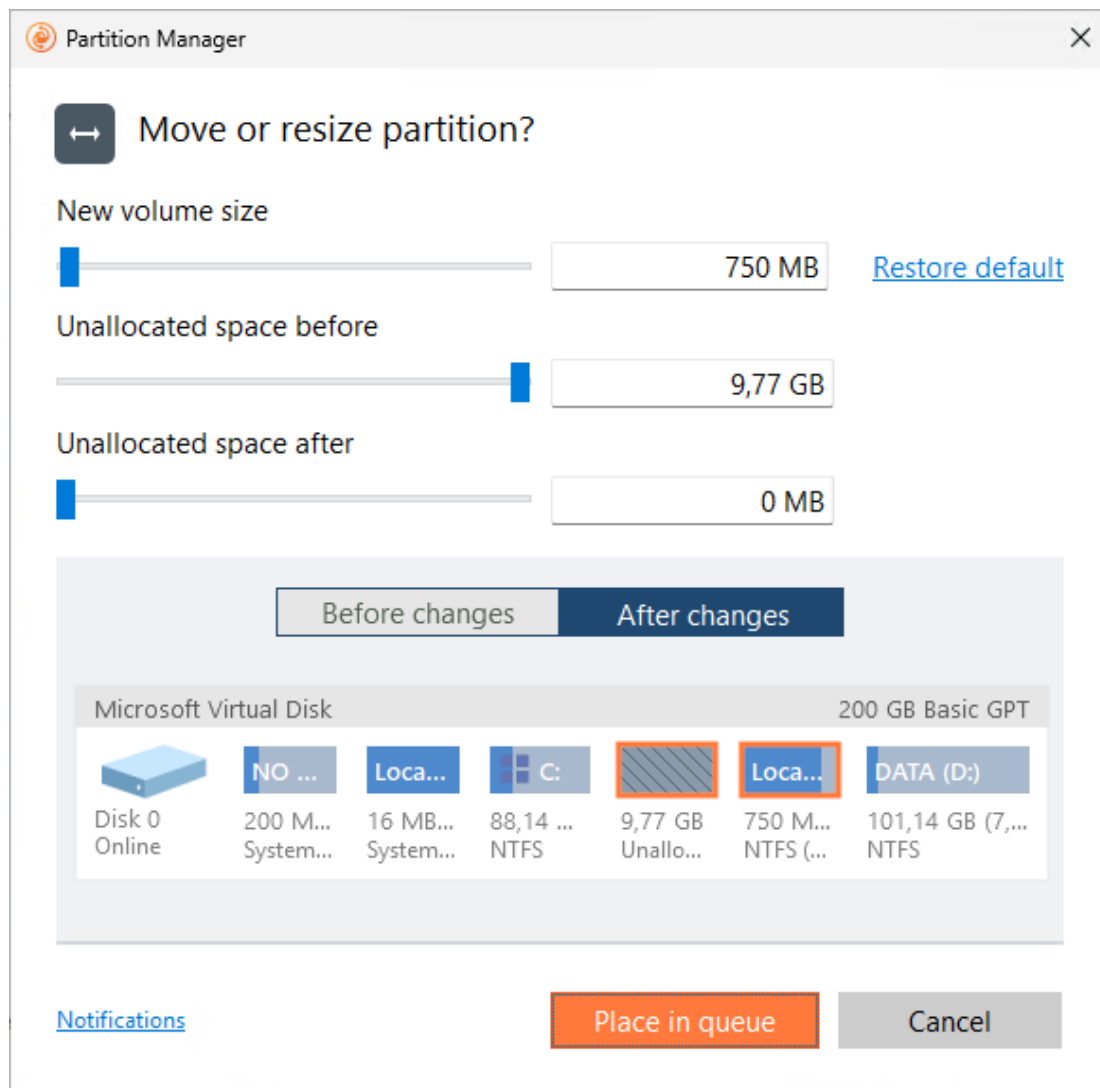 Partition Manager
Move or resize partition?
New volume size
750 MB
Restore default
Unallocated space before
9,77 GB
Unallocated space after
0 MB
Before changes
After changes
Microsoft Virtual Disk
200 GB Basic GPT
NO ...
Loca...
C:
Loca...
DATA (D:)
Disk 0
200 M...
16 MB...
88,14 ...
9,77 GB
750 M...
101,14 GB (7,...
Online
System...
System...
NTFS
Unallo...
NTFS (...
NTFS
Notifications
Place in queue
Cancel